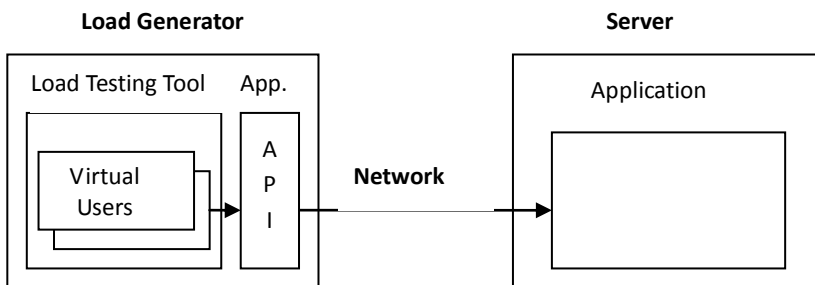 Load Generator
Server
Load Testing Tool
App.
Application
Virtual
Users
A
P
I
Network